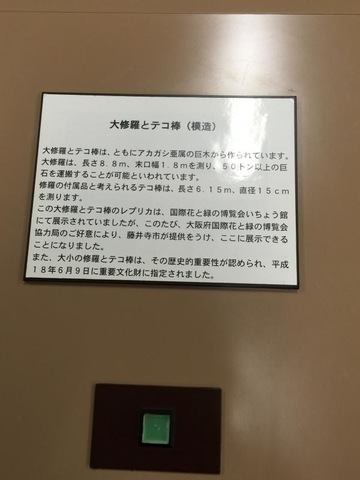 大修羅とテコ棒（模造）
大修羅とテコ棒は、ともにアカガシ亜属の巨木から作られています。
大修羅は、長さ８．８ｍ、末口幅１．８ｍを測り、５０トン以上の巨
石を運搬することが可能といわれています。
修羅の付属品と考えられるテコ棒は、長さ６．１５ｍ、直径１５ｃｍ
を測ります。
この大修羅とテコ棒のレプリカは、国際花と緑の博覧会いちょう館
にて展示されていましたが、このたび、大阪府国際花と緑の博覧会
協力局のご好意により、藤井寺市が提供をうけ、ここに展示できる
ことになりました。
また、大小の修羅とテコ棒は、その歴史的重要性が認められ、平成
１８年６月９日に重要文化財に指定されました。